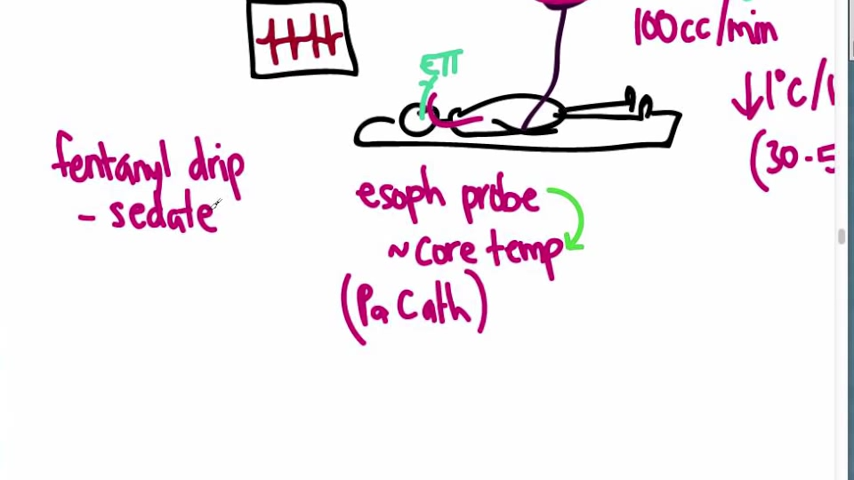 100cc/min
ETT
↓1°C/
(30-5
fentanyl drip
- sedate
esoph probe
~core temp
(Pa Cath)